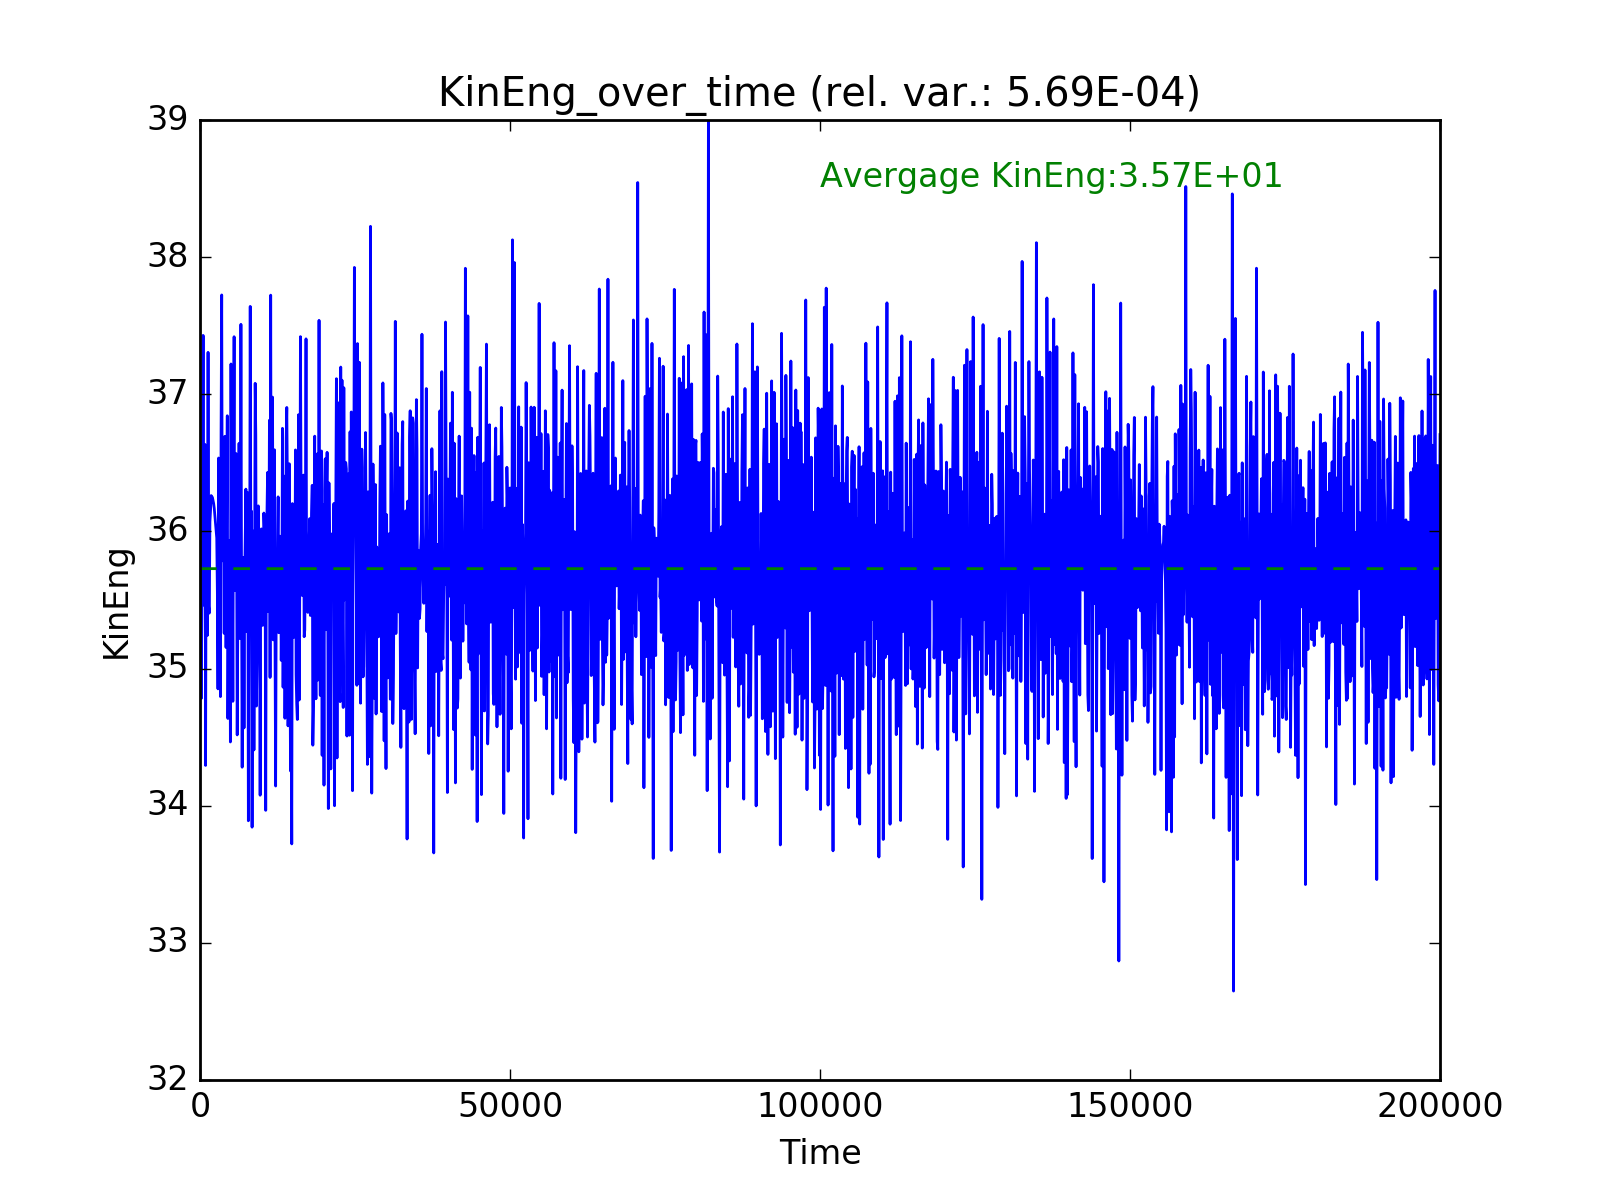 KinEng_over_time (rel. var.: 5.69E-04)
39
Avergage KinEng:3.57E+01
38
37
36
KinEng
35
34
33
32
0 50000 100000 150000 200000
Time